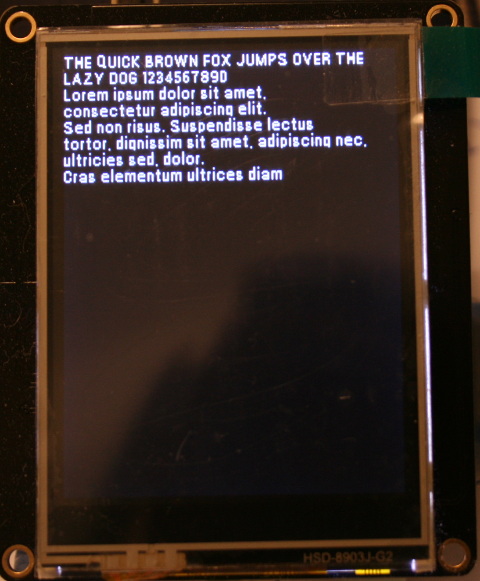 THE QUICK BROWN FOX JUMPS OVER THE
LAZY DOG 1234567890
Lorem ipsum dolor sit amet,
consectetur adipiscing elit.
Sed non risus. Suspendisse lectus
tortor, dignissim sit amet, adipiscing nec,
ultricies sed, dolor.
Cras elementum ultrices diam
HSD-8903J-G2